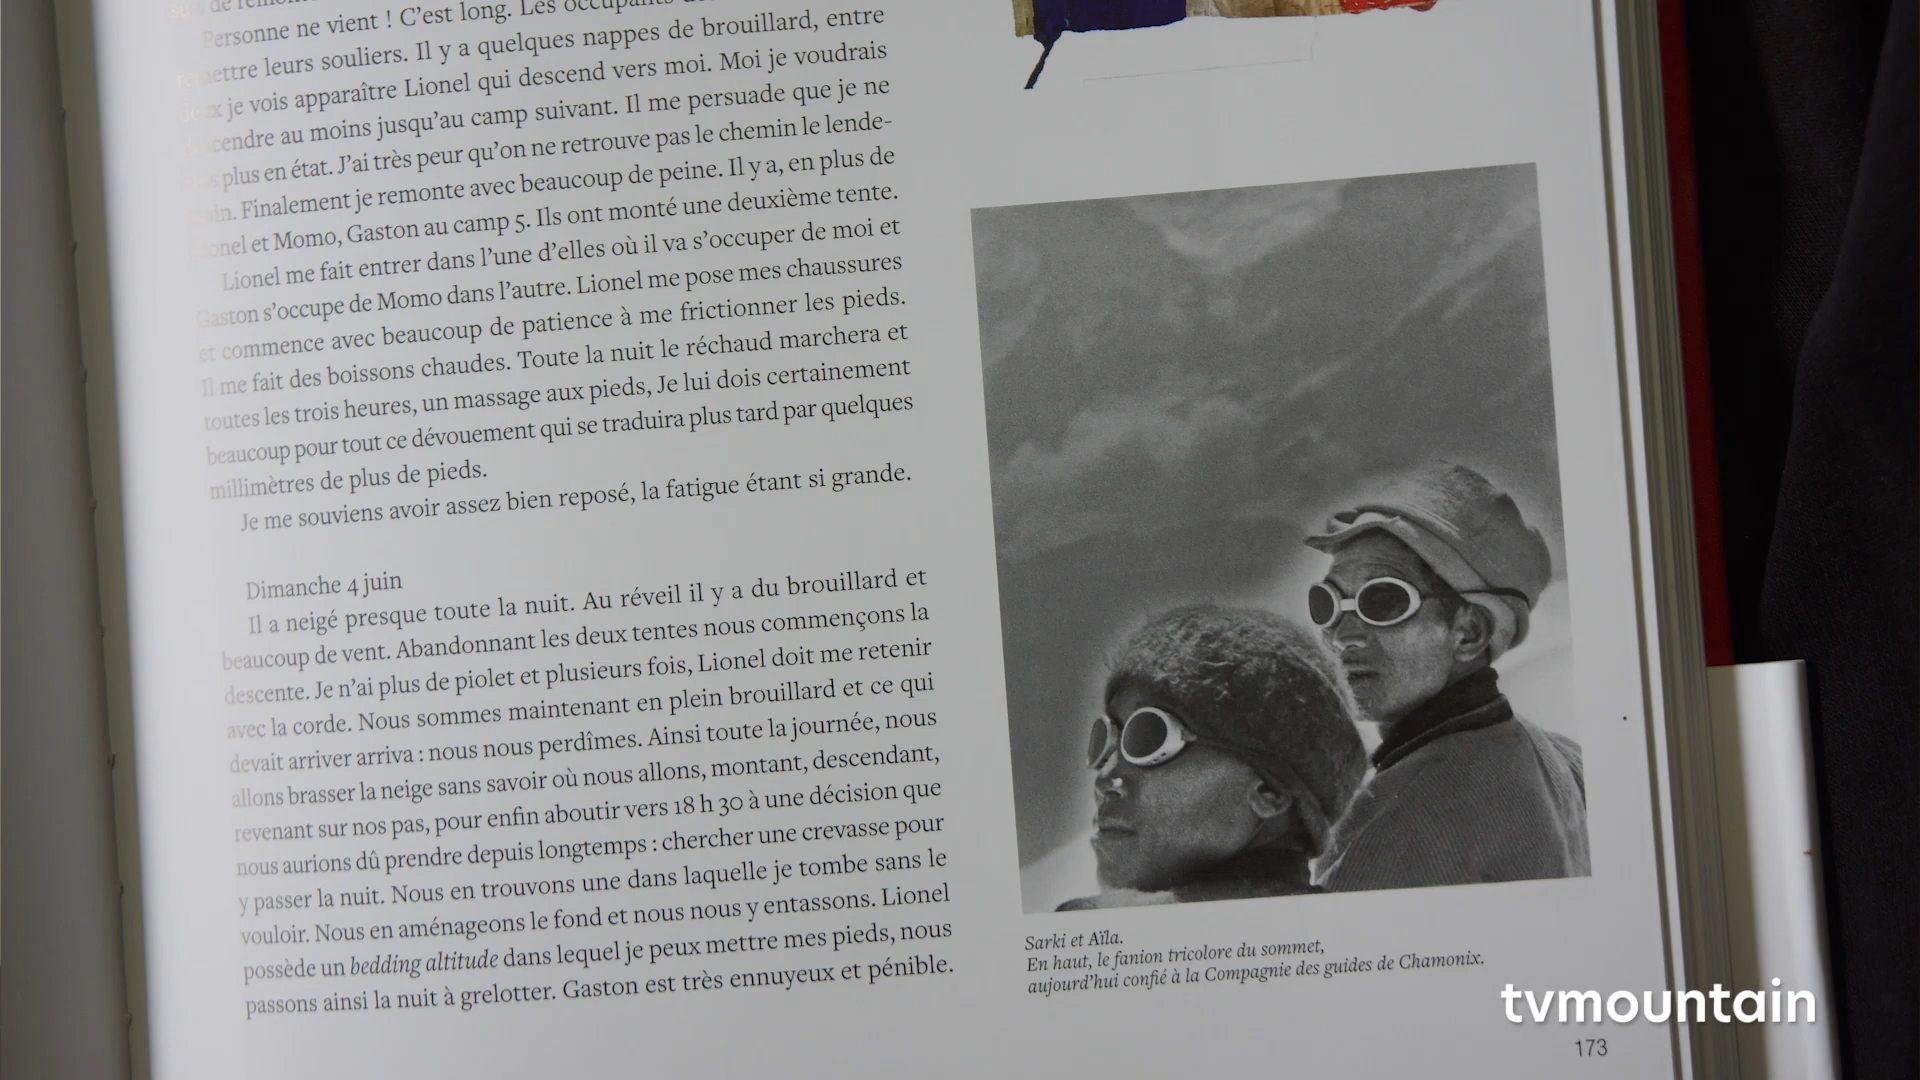 Personne ne vient ! C'est long. Les occupants
mettre leurs souliers. Il y a quelques nappes de brouillard, entre
je vois apparaître Lionel qui descend vers moi. Moi je voudrais
au moins jusqu'au camp suivant. Il me persuade que je ne
plus en état. J'ai très peur qu'on ne retrouve pas le chemin le lende-
Finalement je remonte avec beaucoup de peine. Il y a, en plus de
Lionel et Momo, Gaston au camp 5. Ils ont monté une deuxième tente.
Lionel me fait entrer dans l'une d'elles où il va s'occuper de moi et
Gaston s'occupe de Momo dans l'autre. Lionel me pose mes chaussures
et commence avec beaucoup de patience à me frictionner les pieds.
Il me fait des boissons chaudes. Toute la nuit le réchaud marchera et
toutes les trois heures, un massage aux pieds, Je lui dois certainement
beaucoup pour tout ce dévouement qui se traduira plus tard par quelques
millimètres de plus de pieds.
Je me souviens avoir assez bien reposé, la fatigue étant si grande.
Dimanche 4 juin
Il a neigé presque toute la nuit. Au réveil il y a du brouillard et
beaucoup de vent. Abandonnant les deux tentes nous commençons la
descente. Je n'ai plus de piolet et plusieurs fois, Lionel doit me retenir
avec la corde. Nous sommes maintenant en plein brouillard et ce qui
devait arriver arriva : nous nous perdîmes. Ainsi toute la journée, nous
allons brasser la neige sans savoir où nous allons, montant, descendant,
revenant sur nos pas, pour enfin aboutir vers 18 h 30 à une décision que
nous aurions dû prendre depuis longtemps : chercher une crevasse pour
y passer la nuit. Nous en trouvons une dans laquelle je tombe sans le
vouloir. Nous en aménageons le fond et nous nous y entassons. Lionel
possède un bedding altitude dans lequel je peux mettre mes pieds, nous
passons ainsi la nuit à grelotter. Gaston est très ennuyeux et pénible.
Sarki et Aïla.
En haut, le fanion tricolore du sommet,
aujourd'hui confié à la Compagnie des guides de Chamonix.
tvmountain
173